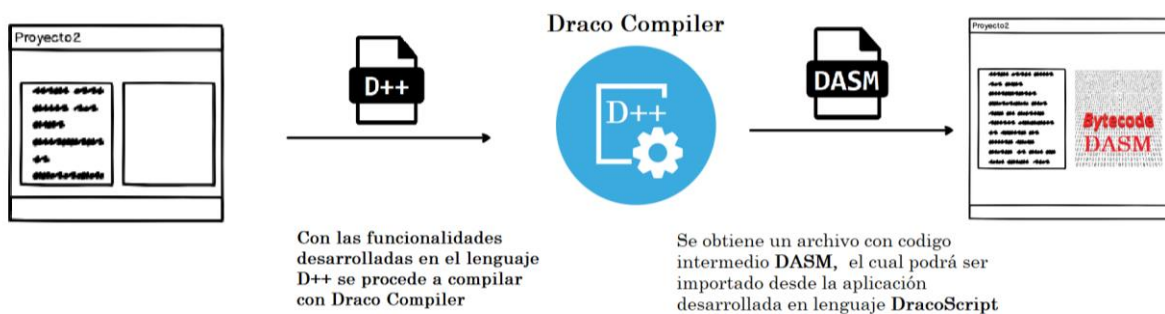 Draco Compiler
Proyecto2
D++
D++
DASM
Proyecto2
Bytecode
DASM
Con las funcionalidades
desarrolladas en el lenguaje
D++ se procede a compilar
con Draco Compiler
Se obtiene un archivo con codigo
intermedio DASM, el cual podrá ser
importado desde la aplicación
desarrollada en lenguaje DracoScript